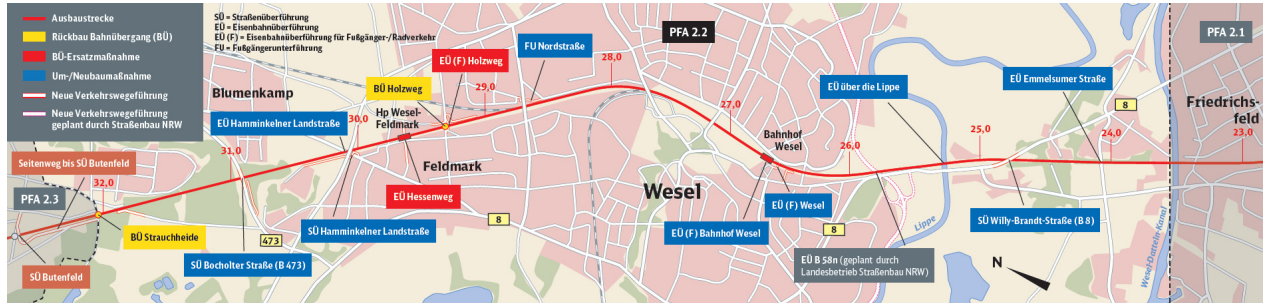 Ausbaustrecke
Rückbau Bahnübergang (BÜ)
BÜ-Ersatzmaßnahme
Um-/Neubaumaßnahme
Neue Verkehrswegeführung
Neue Verkehrswegeführung
geplant durch Straßenbau NRW
SÜ = Straßenüberführung
EÜ = Eisenbahnüberführung
EÜ (F) = Eisenbahnüberführung für Fußgänger-/Radverkehr
FU = Fußgängerunterführung
PFA 2.2
PFA 2.1
EÜ (F) Holzweg
FU Nordstraße
28,0
BÜ Holzweg
29,0
Blumenkamp
EÜ Hamminkelner Landstraße
30,0
Hp Wesel-
Feldmark
27,0
EÜ über die Lippe
EÜ Emmelsumer Straße
8
Friedrichs-
feld
Bahnhof
Wesel
31,0
Feldmark
26,0
25,0
24,0
23,0
Seitenweg bis SÜ Butenfeld
32,0
PFA 2.3
EÜ Hessenweg
Wesel
EÜ (F) Wesel
SÜ Willy-Brandt-Straße (B 8)
BÜ Strauchheide
473
SÜ Hamminkelner Landstraße
8
EÜ (F) Bahnhof Wesel
8
Lippe
Wesel-Datteln-Kanal
SÜ Butenfeld
SÜ Bocholter Straße (B 473)
EÜ B 58n (geplant durch
Landesbetrieb Straßenbau NRW)
N